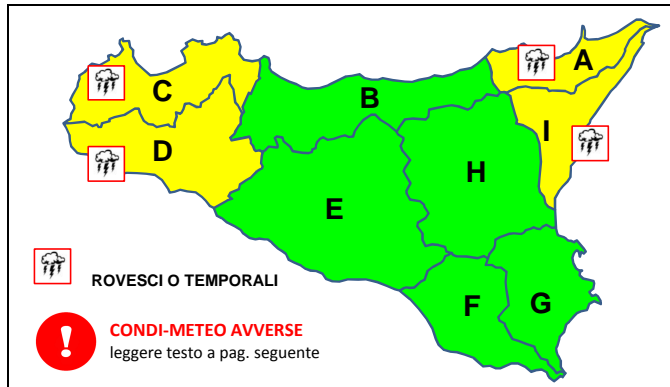 A
C
B
I
D
H
E
F
G
ROVESCI O TEMPORALI
!
CONDI-METEO AVVERSE
leggere testo a pag. seguente